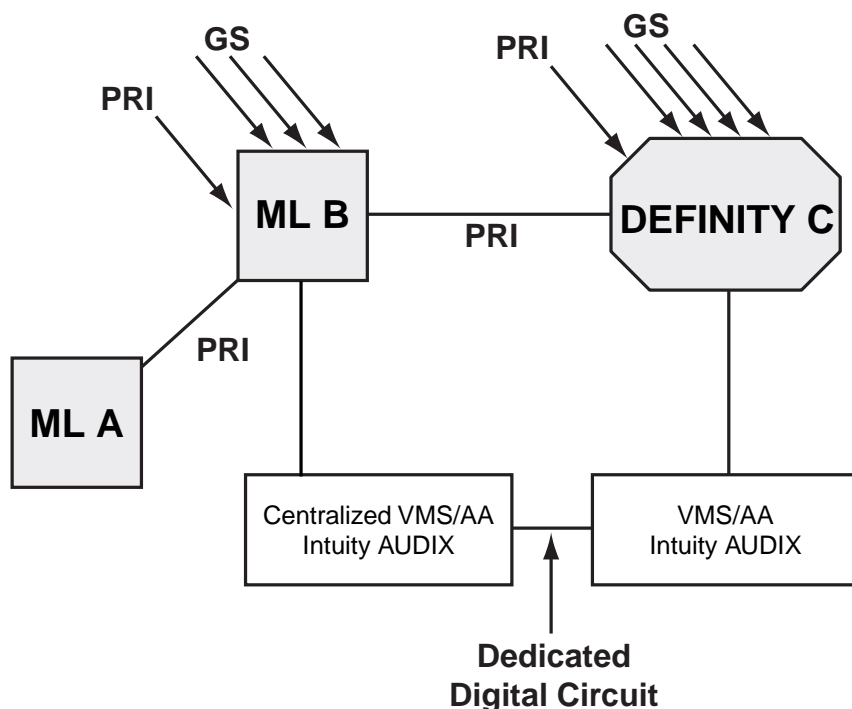 GS
GS
PRI
PRI
ML B
DEFINITY C
PRI
PRI
ML A
Centralized VMS/AA
Intuity AUDIX
VMS/AA
Intuity AUDIX
Dedicated
Digital Circuit